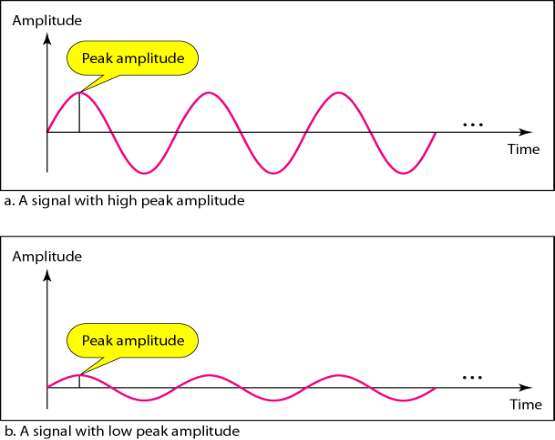 Amplitude
Peak amplitude
...
Time
a. A signal with high peak amplitude
Amplitude
Peak amplitude
...
Time
b. A signal with low peak amplitude